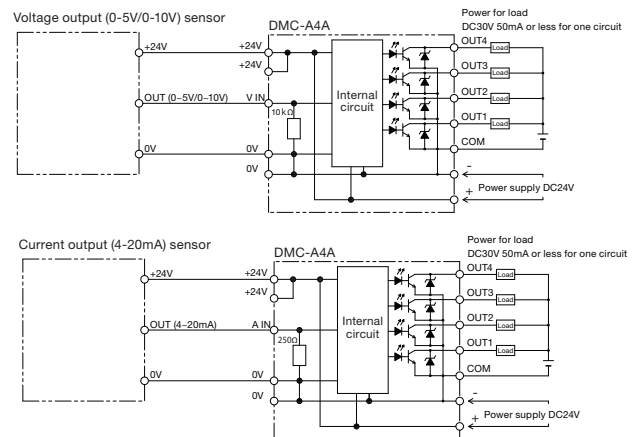 Voltage output (0-5V/0-10V) sensor
DMC-A4A
Power for load
DC30V 50mA or less for one circuit
+24V
+24V
+24V
OUT (0–5V/0–10V)
V IN
10kΩ
0V
0V
0V
Internal
circuit
OUT4
Load
OUT3
Load
OUT2
Load
OUT1
Load
COM
-
+ Power supply DC24V
Current output (4-20mA) sensor
DMC-A4A
Power for load
DC30V 50mA or less for one circuit
+24V
+24V
+24V
OUT (4–20mA)
A IN
250Ω
0V
0V
0V
Internal
circuit
OUT4
Load
OUT3
Load
OUT2
Load
OUT1
Load
COM
-
+ Power supply DC24V